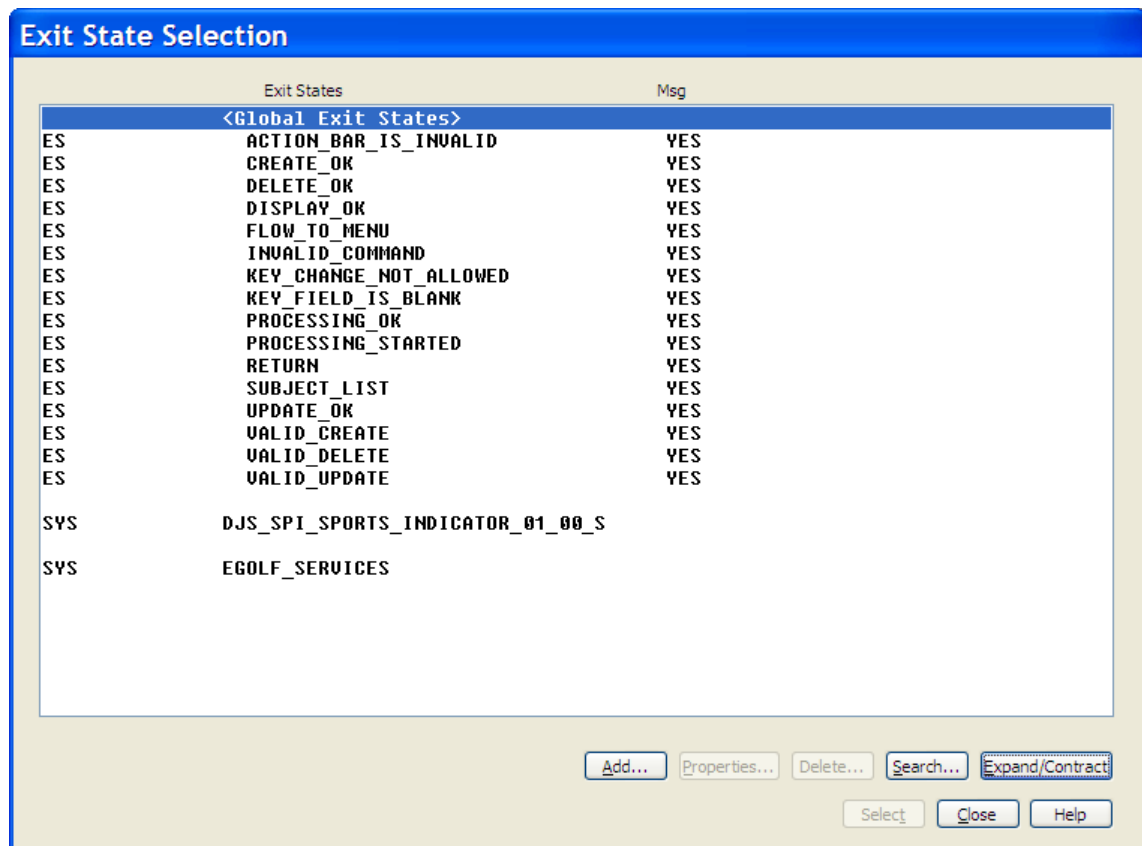 Exit State Selection
Exit States Msg
<Global Exit States>
ES ACTION_BAR_IS_INVALID YES
ES CREATE_OK YES
ES DELETE_OK YES
ES DISPLAY_OK YES
ES FLOW_TO_MENU YES
ES INVALID_COMMAND YES
ES KEY_CHANGE_NOT_ALLOWED YES
ES KEY_FIELD_IS_BLANK YES
ES PROCESSING_OK YES
ES PROCESSING_STARTED YES
ES RETURN YES
ES SUBJECT_LIST YES
ES UPDATE_OK YES
ES VALID_CREATE YES
ES VALID_DELETE YES
ES VALID_UPDATE YES
SYS DJS_SPI_SPORTS_INDICATOR_01_00_S
SYS EGOLF_SERVICES
Add... Properties... Delete... Search... Expand/Contract
Select Close Help